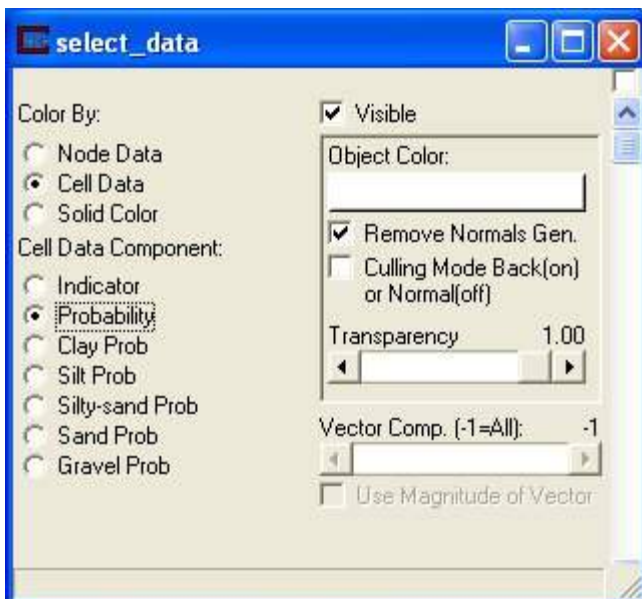 select_data
Color By:
Node Data
Cell Data
Solid Color
Cell Data Component:
Indicator
Probability
Clay Prob
Silt Prob
Silty-sand Prob
Sand Prob
Gravel Prob
Visible
Object Color:
Remove Normals Gen.
Culling Mode Back(on)
or Normal(off)
Transparency 1.00
Vector Comp. (-1=All): -1
Use Magnitude of Vector